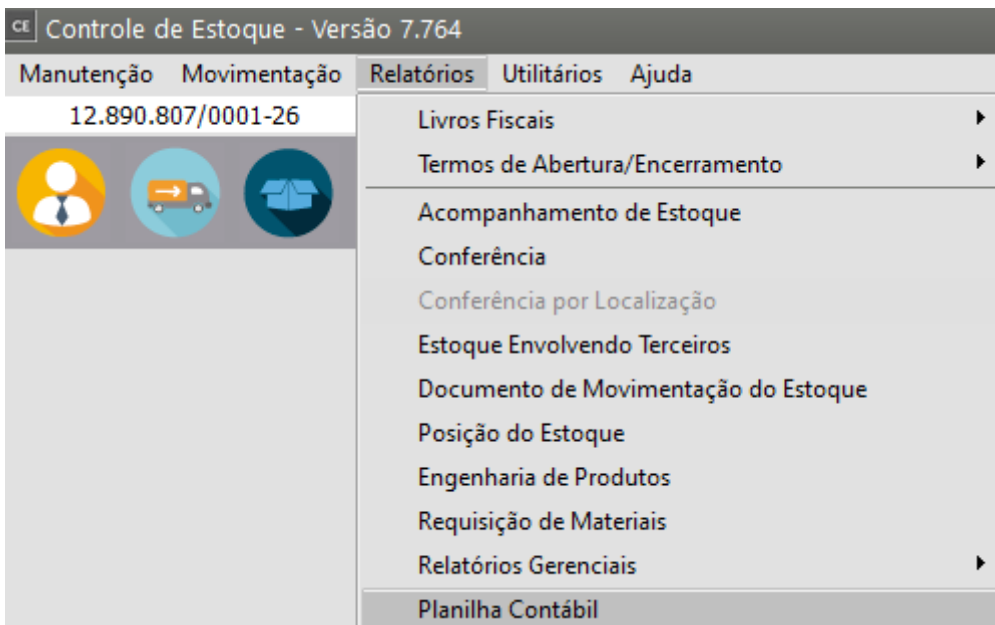 CE Controle de Estoque - Versão 7.764
Manutenção Movimentação Relatórios Utilitários Ajuda
12.890.807/0001-26
Livros Fiscais
Termos de Abertura/Encerramento
Acompanhamento de Estoque
Conferência
Conferência por Localização
Estoque Envolvendo Terceiros
Documento de Movimentação do Estoque
Posição do Estoque
Engenharia de Produtos
Requisição de Materiais
Relatórios Gerenciais
Planilha Contábil